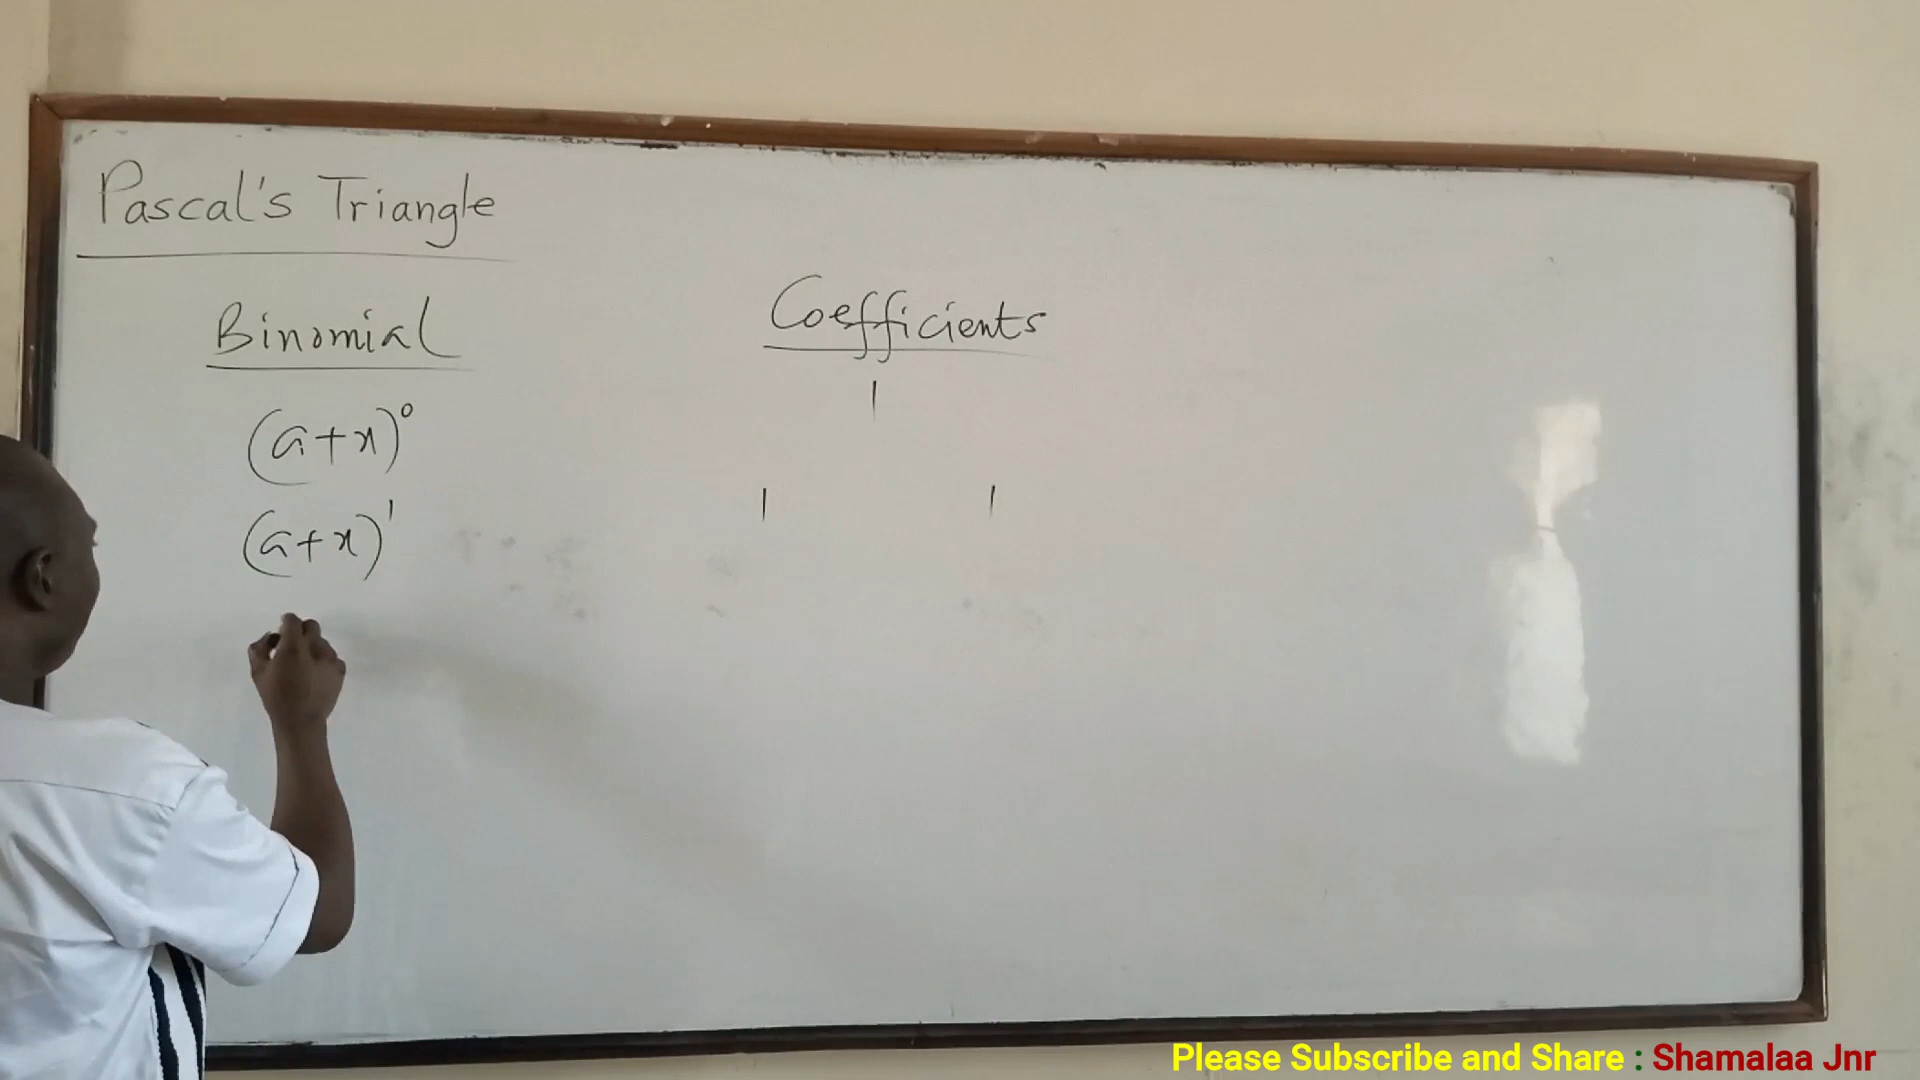 Pascal's Triangle
Binomial
Coefficients
(a+x)⁰
1
(a+x)¹
1 1
Please Subscribe and Share : Shamalaa Jnr